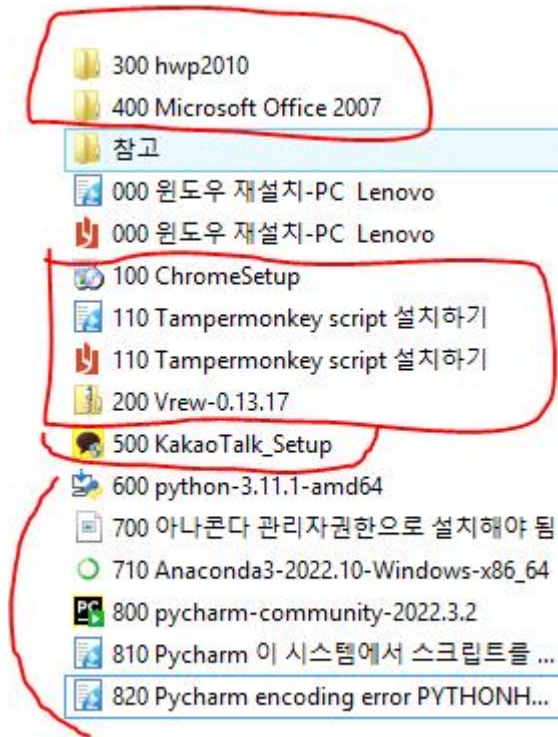 300 hwp2010
400 Microsoft Office 2007
참고
000 윈도우 재설치-PC  Lenovo
000 윈도우 재설치-PC  Lenovo
100 ChromeSetup
110 Tampermonkey script 설치하기
110 Tampermonkey script 설치하기
200 Vrew-0.13.17
500 KakaoTalk_Setup
600 python-3.11.1-amd64
700 아나콘다 관리자권한으로 설치해야 됨
710 Anaconda3-2022.10-Windows-x86_64
800 pycharm-community-2022.3.2
810 Pycharm 이 시스템에서 스크립트를 ...
820 Pycharm encoding error PYTHONH...